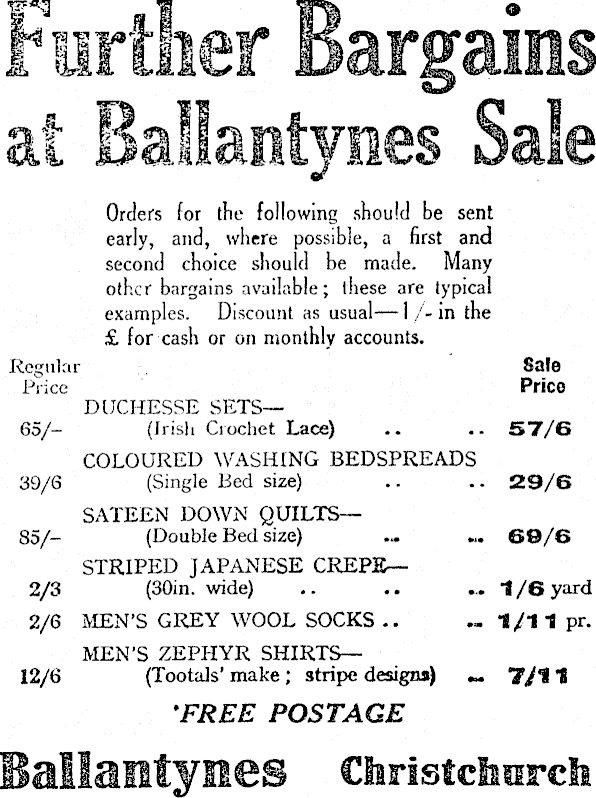 Further Bargains
at Ballantynes Sale
Orders for the following should be sent
early, and, where possible, a first and
second choice should be made. Many
other bargains available; these are typical
examples. Discount as usual—1/- in the
£ for cash or on monthly accounts.
Regular Sale
Price Price
DUCHESSE SETS—
65/- (Irish Crochet Lace) .. .. 57/6
COLOURED WASHING BEDSPREADS
39/6 (Single Bed size) .. .. 29/6
SATEEN DOWN QUILTS—
85/- (Double Bed size) .. .. 69/6
STRIPED JAPANESE CREPE—
2/3 (30in. wide) .. .. .. 1/6 yard
2/6 MEN'S GREY WOOL SOCKS .. .. 1/11 pr.
MEN'S ZEPHYR SHIRTS—
12/6 (Tootals' make; stripe designs) .. 7/11
'FREE POSTAGE
Ballantynes Christchurch